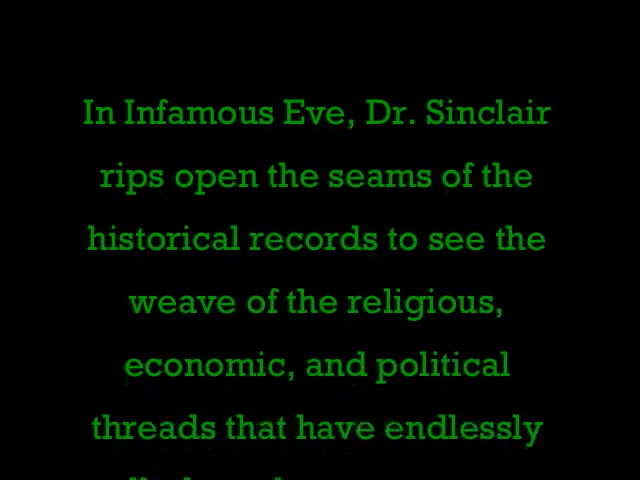 In Infamous Eve, Dr. Sinclair
rips open the seams of the
historical records to see the
weave of the religious,
economic, and political
threads that have endlessly